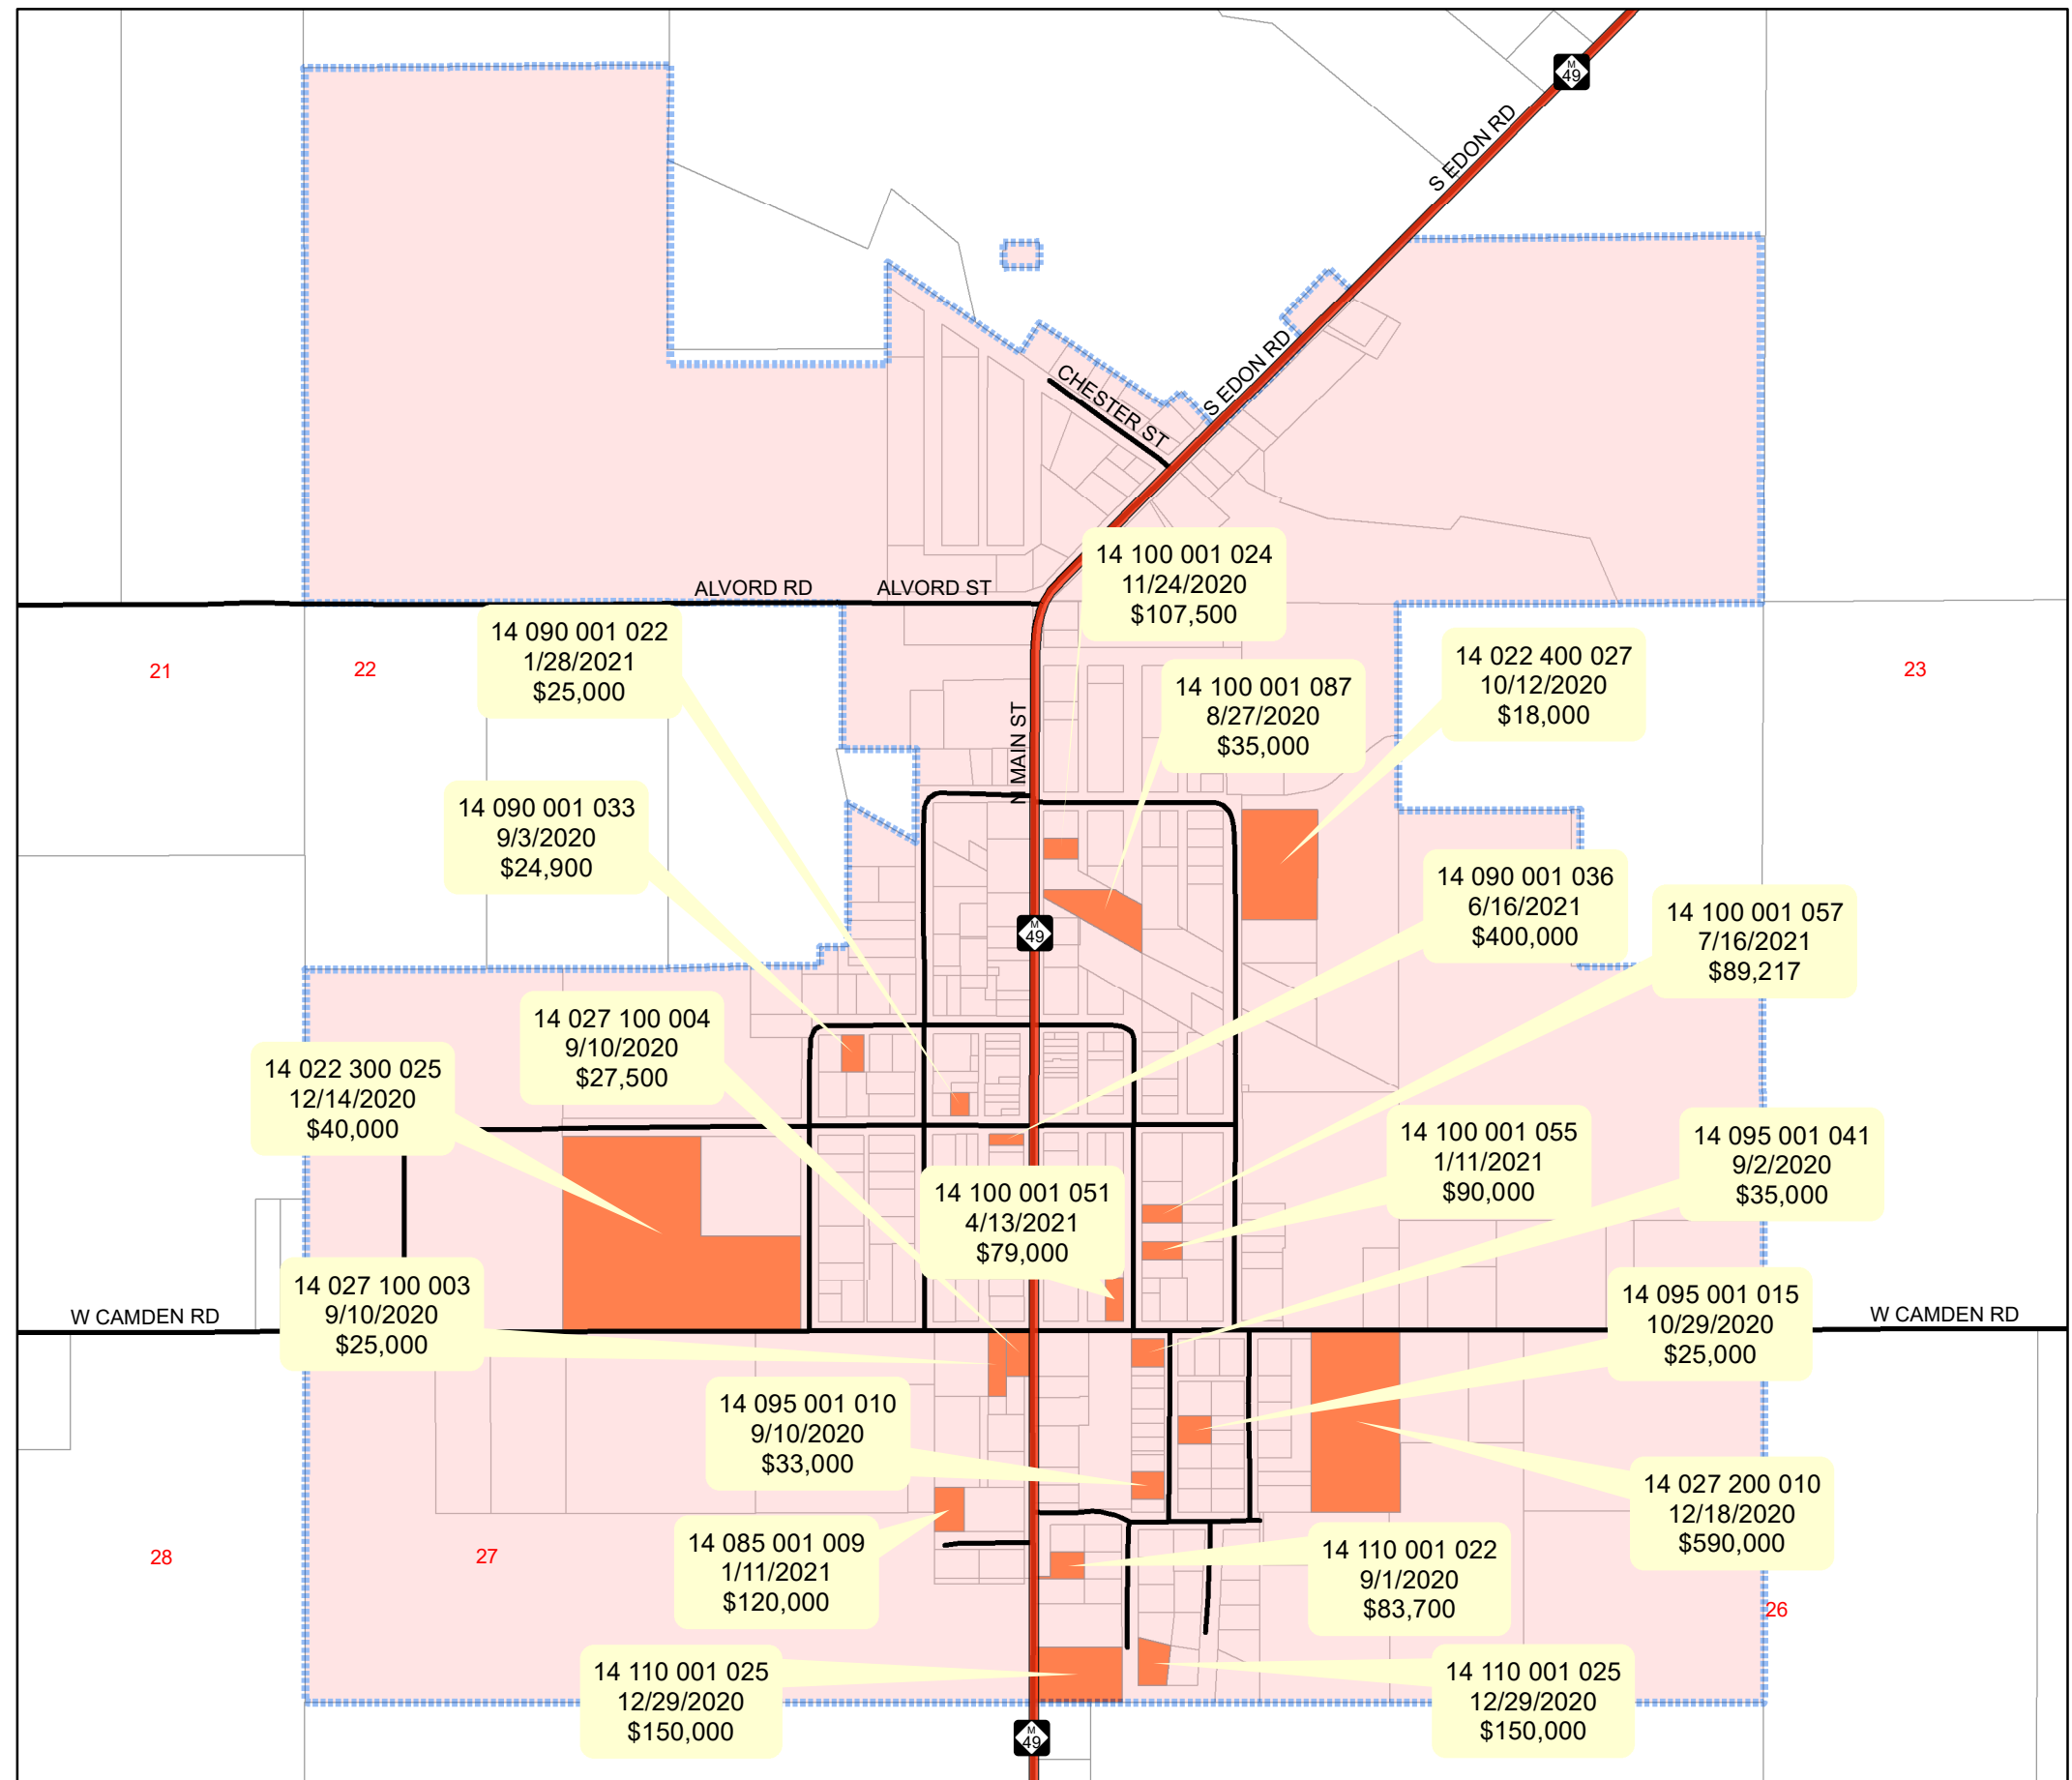 M
49
S EDON RD
S EDON RD
CHESTER ST
14 100 001 024
11/24/2020
$107,500
ALVORD RD
ALVORD ST
14 090 001 022
1/28/2021
$25,000
21
22
14 022 400 027
10/12/2020
$18,000
23
14 100 001 087
8/27/2020
$35,000
N MAIN ST
14 090 001 033
9/3/2020
$24,900
14 090 001 036
6/16/2021
$400,000
14 100 001 057
7/16/2021
$89,217
M
49
14 027 100 004
9/10/2020
$27,500
14 022 300 025
12/14/2020
$40,000
14 100 001 055
1/11/2021
$90,000
14 095 001 041
9/2/2020
$35,000
14 100 001 051
4/13/2021
$79,000
14 027 100 003
9/10/2020
$25,000
W CAMDEN RD
W CAMDEN RD
14 095 001 015
10/29/2020
$25,000
14 095 001 010
9/10/2020
$33,000
14 027 200 010
12/18/2020
$590,000
14 085 001 009
1/11/2021
$120,000
14 110 001 022
9/1/2020
$83,700
28
27
26
14 110 001 025
12/29/2020
$150,000
14 110 001 025
12/29/2020
$150,000
M
49